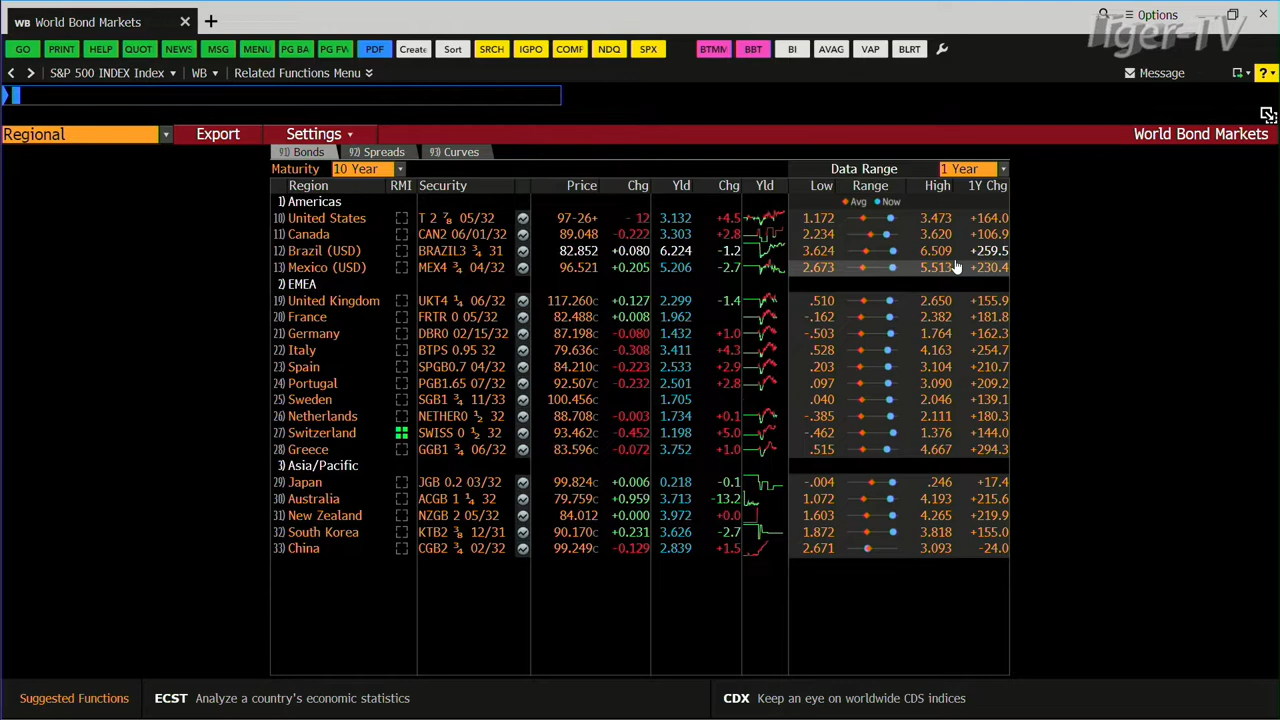 WB World Bond Markets
Options
Tiger-TV
GO PRINT HELP QUOT NEWS MSG MENU PG BA PG FW PDF Create Sort SRCH IGPO COMF NDQ SPX BTMM BBT BI AVAG VAP BLRT
S&P 500 INDEX Index WB Related Functions Menu Message ?
Regional Export Settings World Bond Markets
91) Bonds 92) Spreads 93) Curves
Maturity 10 Year Data Range 1 Year
Region RMI Security Price Chg Yld Chg Yld Low Range High 1Y Chg
1) Americas Avg Now
10) United States T 2 ⅞ 05/32 97-26+ - 12 3.132 +4.5 1.172 3.473 +164.0
11) Canada CAN2 06/01/32 89.048 -0.222 3.303 +2.8 2.234 3.620 +106.9
12) Brazil (USD) BRAZIL3 ¾ 31 82.852 +0.080 6.224 -1.2 3.624 6.509 +259.5
13) Mexico (USD) MEX4 ¾ 04/32 96.521 +0.205 5.206 -2.7 2.673 5.513 +230.4
2) EMEA
19) United Kingdom UKT4 ¼ 06/32 117.260c +0.127 2.299 -1.4 .510 2.650 +155.9
20) France FRTR 0 05/32 82.488c +0.008 1.962 -.162 2.382 +181.8
21) Germany DBR0 02/15/32 87.198c -0.080 1.432 +1.0 -.503 1.764 +162.3
22) Italy BTPS 0.95 32 79.636c -0.308 3.411 +4.3 .528 4.163 +254.7
23) Spain SPGB0.7 04/32 84.210c -0.223 2.533 +2.9 .203 3.104 +210.7
24) Portugal PGB1.65 07/32 92.507c -0.232 2.501 +2.8 .097 3.090 +209.2
25) Sweden SGB1 ¾ 11/33 100.456c 1.705 .040 2.046 +139.1
26) Netherlands NETHER0 ½ 32 88.708c -0.003 1.734 +0.1 -.385 2.111 +180.3
27) Switzerland SWISS 0 ½ 32 93.462c -0.452 1.198 +5.0 -.462 1.376 +144.0
28) Greece GGB1 ¾ 06/32 83.596c -0.072 3.752 +1.0 .515 4.667 +294.3
3) Asia/Pacific
29) Japan JGB 0.2 03/32 99.824c +0.006 0.218 -0.1 -.004 .246 +17.4
30) Australia ACGB 1 ¼ 32 79.759c +0.959 3.713 -13.2 1.072 4.193 +215.6
31) New Zealand NZGB 2 05/32 84.012 +0.000 3.972 +0.0 1.603 4.265 +219.9
32) South Korea KTB2 ⅜ 12/31 90.170c +0.231 3.626 -2.7 1.872 3.818 +155.0
33) China CGB2 ¾ 02/32 99.249c -0.129 2.839 +1.5 2.671 3.093 -24.0
Suggested Functions ECST Analyze a country's economic statistics CDX Keep an eye on worldwide CDS indices